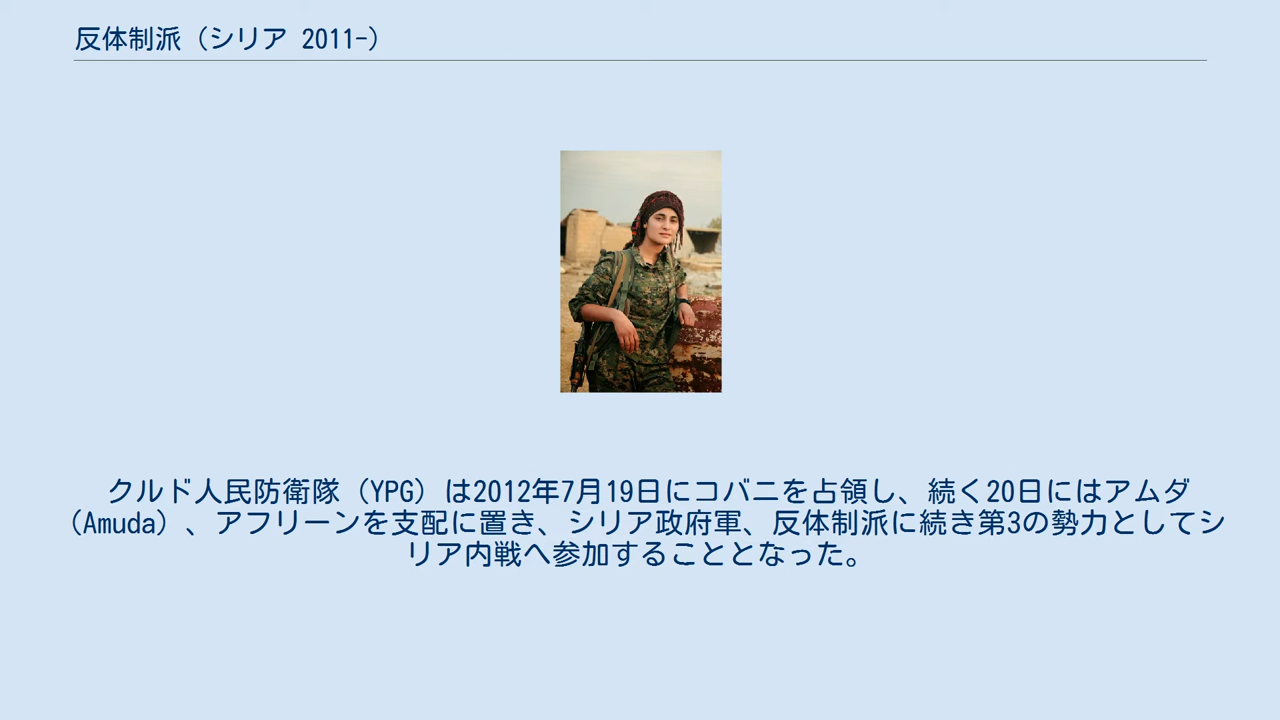 反体制派（シリア 2011-）
クルド人民防衛隊（YPG）は2012年7月19日にコバニを占領し、続く20日にはアムダ
（Amuda）、アフリーンを支配に置き、シリア政府軍、反体制派に続き第3の勢力としてシ
リア内戦へ参加することとなった。